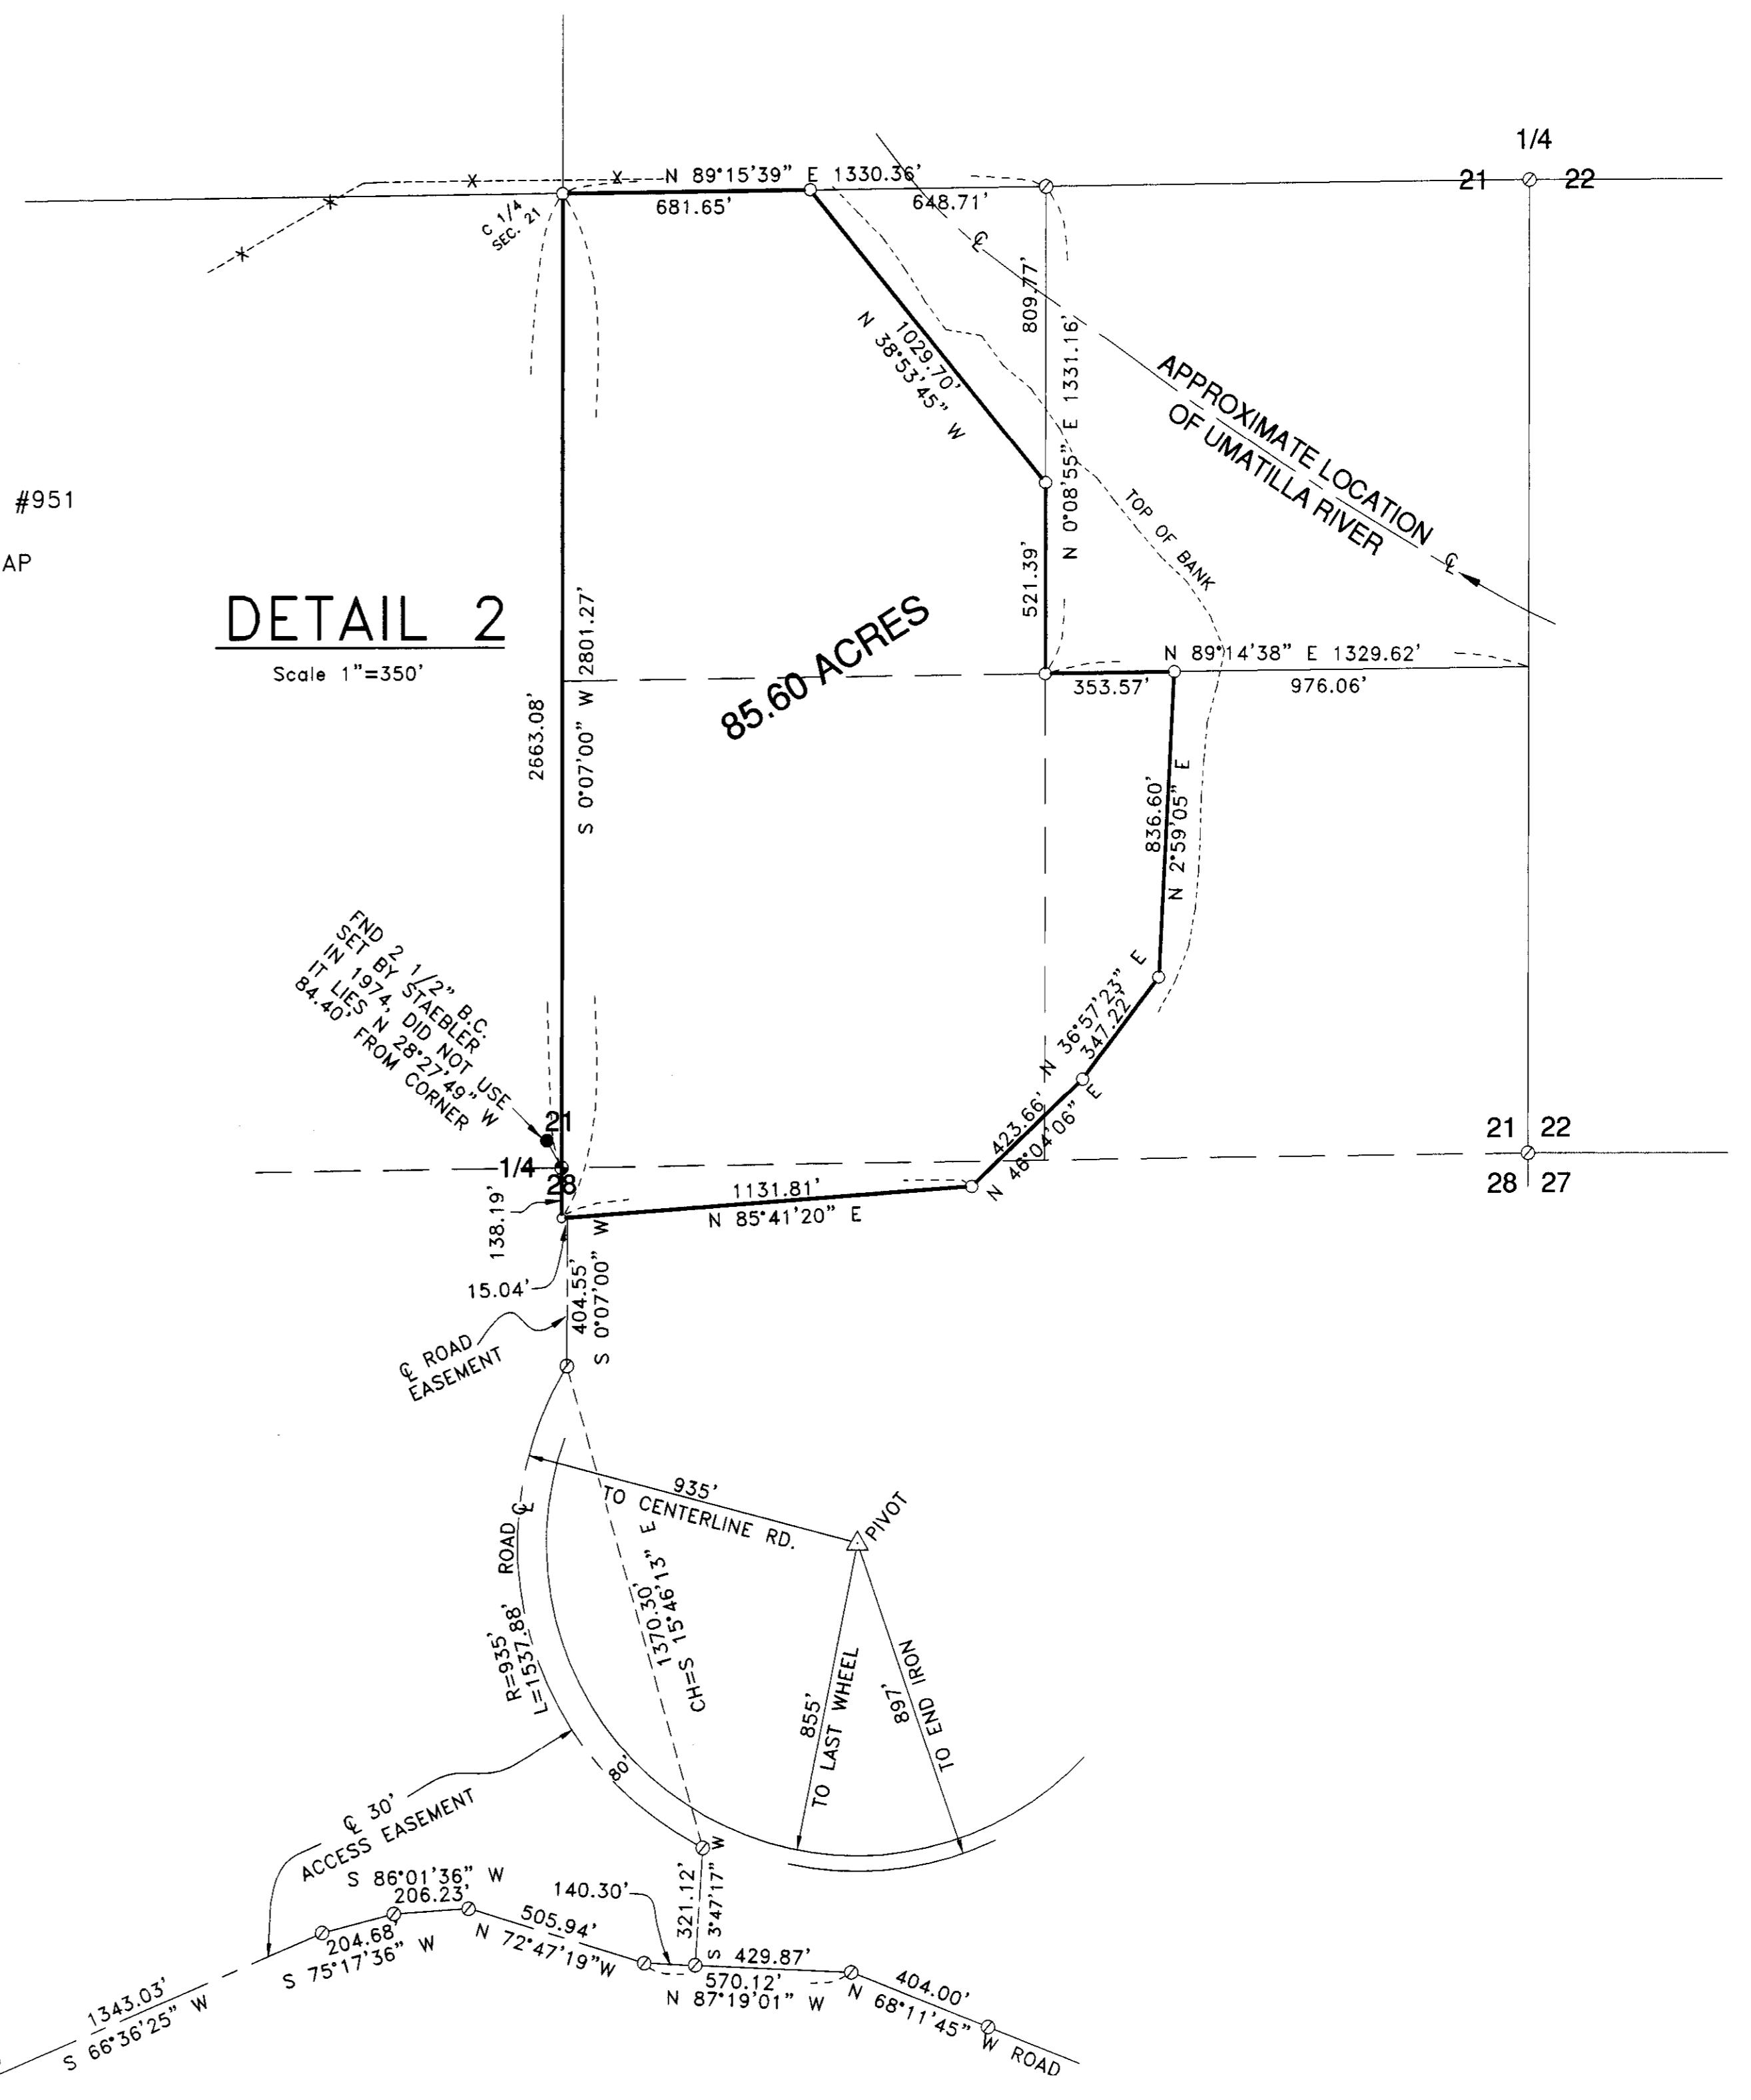 1/4
21 22
N 89°15'39" E 1330.36'
681.65'
648.71'
C 1/4
SEC. 21
℄
809.77'
N 0°08'55" E 1331.16'
1029.70'
N 38°53'45" W
APPROXIMATE LOCATION
OF UMATILLA RIVER
℄
#951
AP
TOP OF BANK
521.39'
DETAIL 2
Scale 1"=350'
85.60 ACRES
S 0°07'00" W 2801.27'
2663.08'
N 89°14'38" E 1329.62'
353.57'
976.06'
836.60'
N 2°59'05" E
FND 2 1/2" B.C.
SET BY STAEBLER
IN 1974, DID NOT USE
IT LIES N 28°27'49" W
84.40' FROM CORNER
N 36°57'23" E
347.22'
423.66'
N 46°04'06" E
21
1/4
28
21 22
28 27
138.19'
1131.81'
N 85°41'20" E
15.04'
404.55'
S 0°07'00" W
℄ ROAD
EASEMENT
935'
TO CENTERLINE RD.
PIVOT
ROAD ℄
R=935'
L=1537.88'
1370.30'
CH=S 15°46'13" E
855'
TO LAST WHEEL
897'
TO END IRON
80'
℄ 30'
ACCESS EASEMENT
S 86°01'36" W
206.23'
204.68'
S 75°17'36" W
505.94'
N 72°47'19" W
140.30'
321.12'
S 3°47'17" W
429.87'
570.12'
N 87°19'01" W
404.00'
N 68°11'45" W
ROAD
1343.03'
S 66°36'25" W